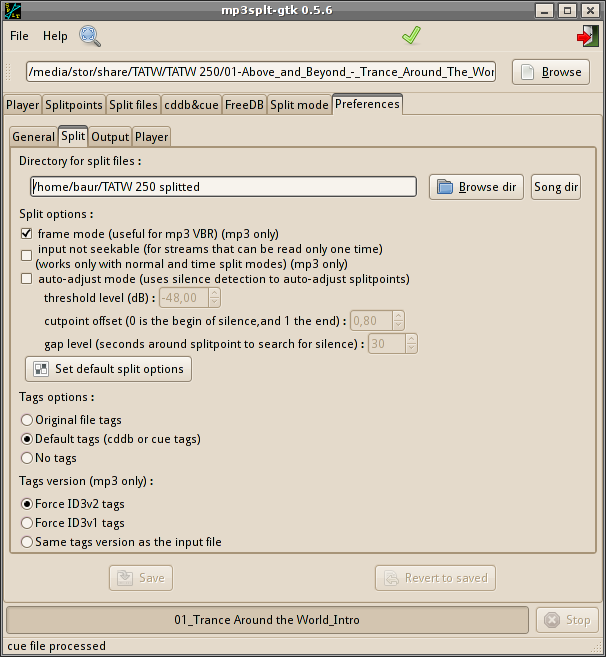 mp3splt-gtk 0.5.6
File Help
/media/stor/share/TATW/TATW 250/01-Above_and_Beyond_-_Trance_Around_The_Wor
Browse
Player Splitpoints Split files cddb&cue FreeDB Split mode Preferences
General Split Output Player
Directory for split files :
/home/baur/TATW 250 splitted
Browse dir
Song dir
Split options :
frame mode (useful for mp3 VBR) (mp3 only)
input not seekable (for streams that can be read only one time)
(works only with normal and time split modes) (mp3 only)
auto-adjust mode (uses silence detection to auto-adjust splitpoints)
threshold level (dB) : -48,00
cutpoint offset (0 is the begin of silence,and 1 the end) : 0,80
gap level (seconds around splitpoint to search for silence) : 30
Set default split options
Tags options :
Original file tags
Default tags (cddb or cue tags)
No tags
Tags version (mp3 only) :
Force ID3v2 tags
Force ID3v1 tags
Same tags version as the input file
Save
Revert to saved
01_Trance Around the World_Intro
Stop
cue file processed